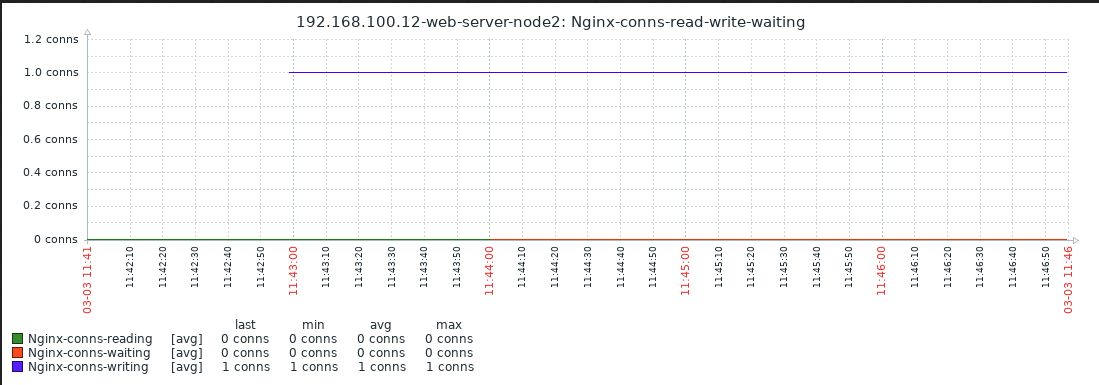 192.168.100.12-web-server-node2: Nginx-conns-read-write-waiting
1.2 conns
1.0 conns
0.8 conns
0.6 conns
0.4 conns
0.2 conns
0 conns
03-03 11:41
11:42:10
11:42:20
11:42:30
11:42:40
11:42:50
11:43:00
11:43:10
11:43:20
11:43:30
11:43:40
11:43:50
11:44:00
11:44:10
11:44:20
11:44:30
11:44:40
11:44:50
11:45:00
11:45:10
11:45:20
11:45:30
11:45:40
11:45:50
11:46:00
11:46:10
11:46:20
11:46:30
11:46:40
11:46:50
03-03 11:46
last min avg max
Nginx-conns-reading [avg] 0 conns 0 conns 0 conns 0 conns
Nginx-conns-waiting [avg] 0 conns 0 conns 0 conns 0 conns
Nginx-conns-writing [avg] 1 conns 1 conns 1 conns 1 conns